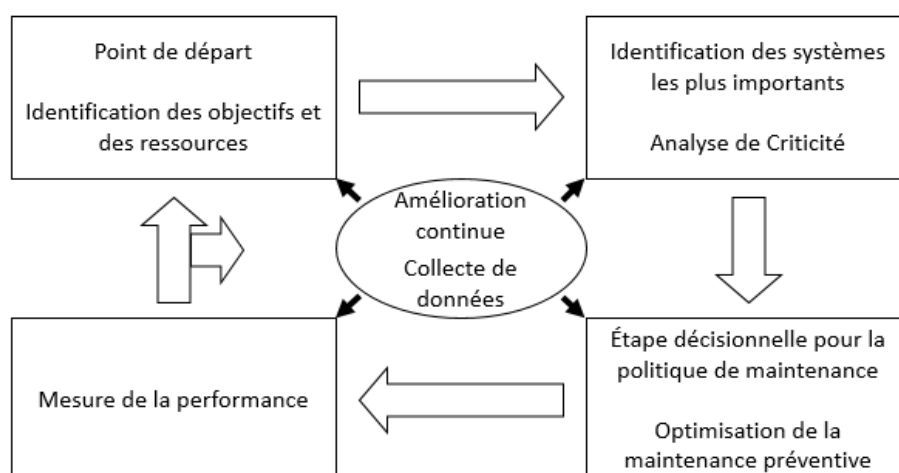 Point de départ
Identification des objectifs et
des ressources
Identification des systèmes
les plus importants
Analyse de Criticité
Amélioration
continue
Collecte de
données
Mesure de la performance
Étape décisionnelle pour la
politique de maintenance
Optimisation de la
maintenance préventive